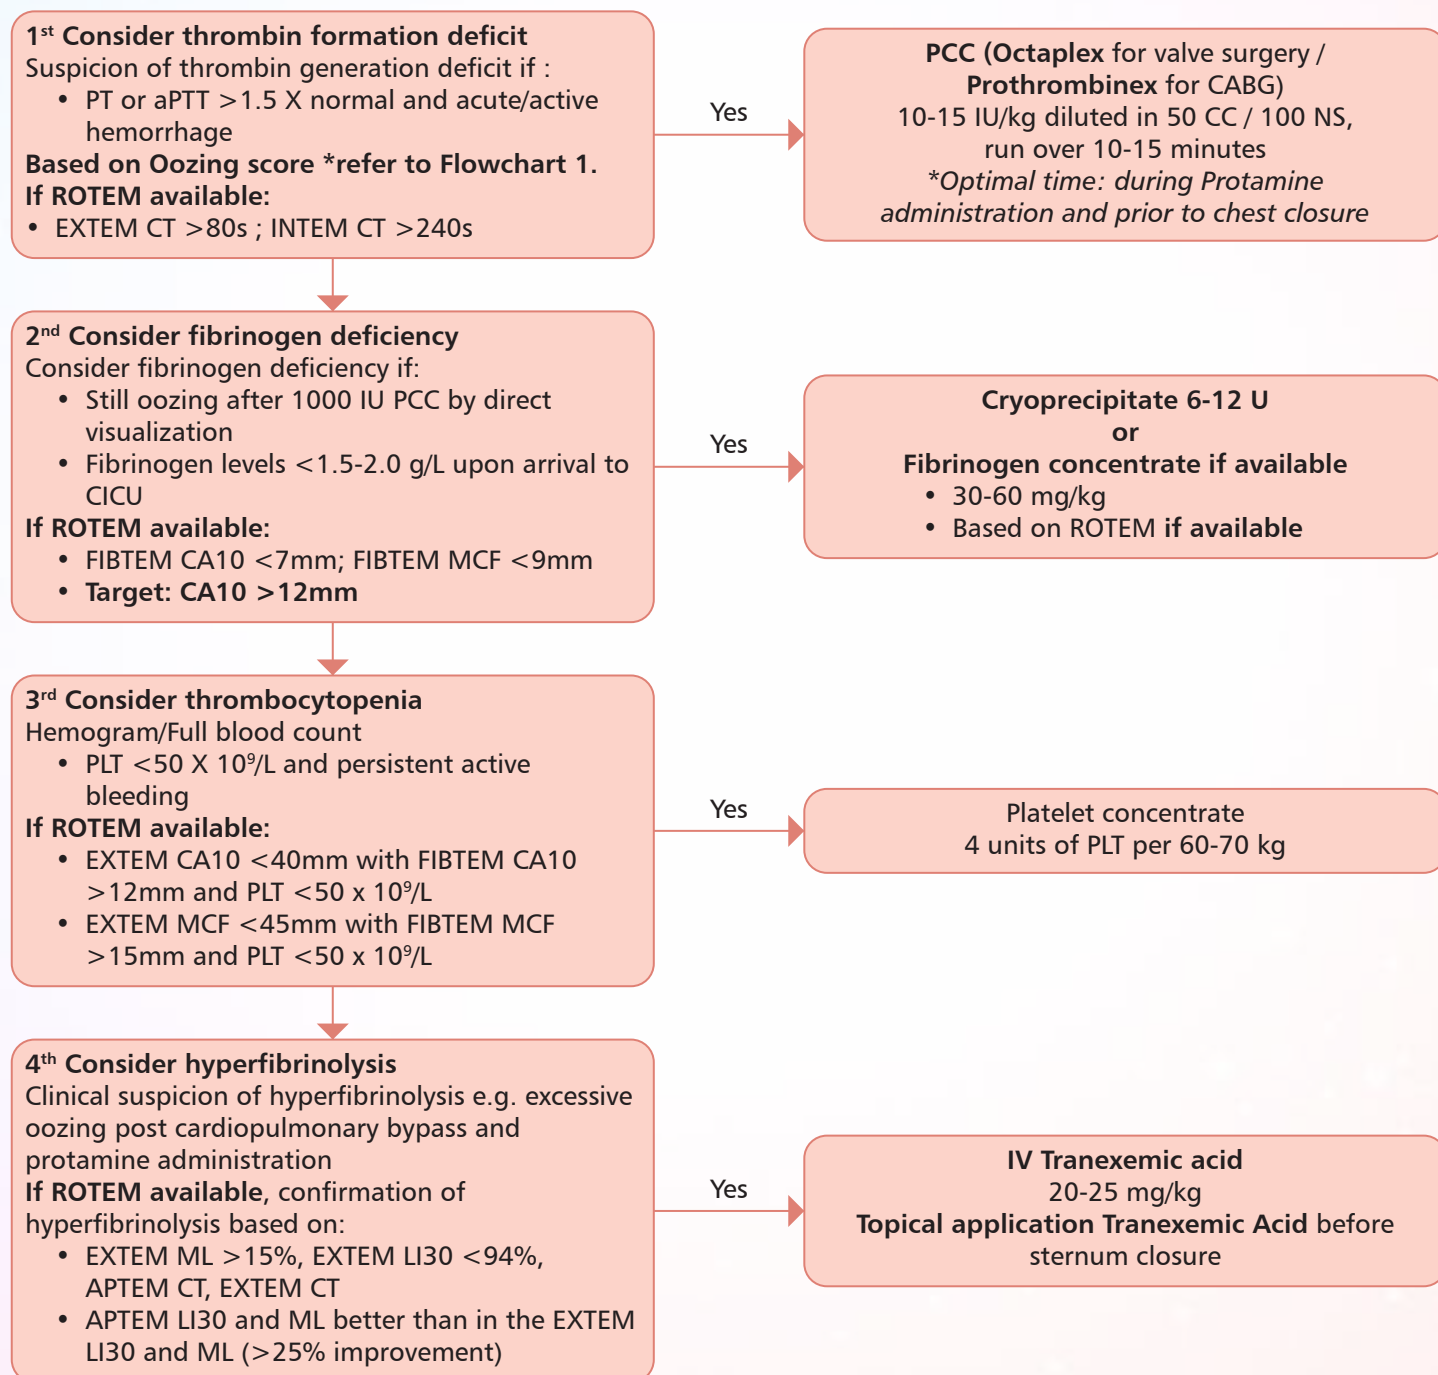 1st Consider thrombin formation deficit
Suspicion of thrombin generation deficit if :
• PT or aPTT >1.5 X normal and acute/active
hemorrhage
Based on Oozing score *refer to Flowchart 1.
If ROTEM available:
• EXTEM CT >80s ; INTEM CT >240s
Yes
PCC (Octaplex for valve surgery /
Prothrombinex for CABG)
10-15 IU/kg diluted in 50 CC / 100 NS,
run over 10-15 minutes
*Optimal time: during Protamine
administration and prior to chest closure
2nd Consider fibrinogen deficiency
Consider fibrinogen deficiency if:
• Still oozing after 1000 IU PCC by direct
visualization
• Fibrinogen levels <1.5-2.0 g/L upon arrival to
CICU
If ROTEM available:
• FIBTEM CA10 <7mm; FIBTEM MCF <9mm
• Target: CA10 >12mm
Yes
Cryoprecipitate 6-12 U
or
Fibrinogen concentrate if available
• 30-60 mg/kg
• Based on ROTEM if available
3rd Consider thrombocytopenia
Hemogram/Full blood count
• PLT <50 X 10⁹/L and persistent active
bleeding
If ROTEM available:
• EXTEM CA10 <40mm with FIBTEM CA10
>12mm and PLT <50 x 10⁹/L
• EXTEM MCF <45mm with FIBTEM MCF
>15mm and PLT <50 x 10⁹/L
Yes
Platelet concentrate
4 units of PLT per 60-70 kg
4th Consider hyperfibrinolysis
Clinical suspicion of hyperfibrinolysis e.g. excessive
oozing post cardiopulmonary bypass and
protamine administration
If ROTEM available, confirmation of
hyperfibrinolysis based on:
• EXTEM ML >15%, EXTEM LI30 <94%,
APTEM CT, EXTEM CT
• APTEM LI30 and ML better than in the EXTEM
LI30 and ML (>25% improvement)
Yes
IV Tranexemic acid
20-25 mg/kg
Topical application Tranexemic Acid before
sternum closure